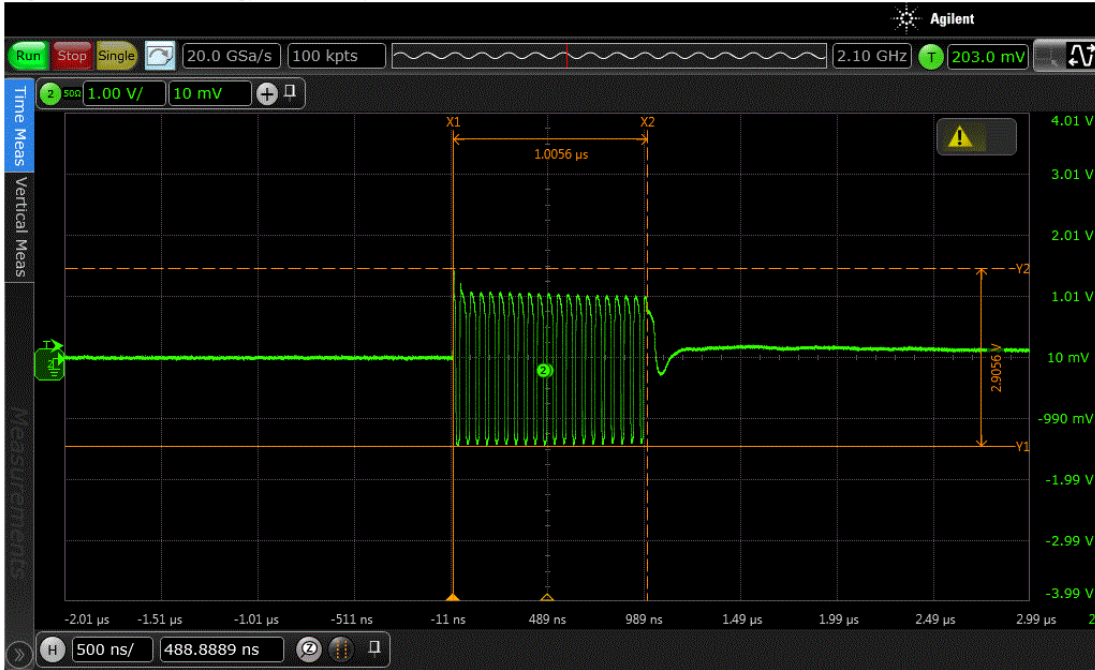 Agilent
Run Stop Single 20.0 GSa/s 100 kpts 2.10 GHz T 203.0 mV
Time Meas
Vertical Meas
Measurements
2 50Ω 1.00 V/ 10 mV
X1 X2
4.01 V
1.0056 µs
3.01 V
2.01 V
Y2
1.01 V
T
2
10 mV
2.9056 V
2
-990 mV
Y1
-1.99 V
-2.99 V
-3.99 V
-2.01 µs -1.51 µs -1.01 µs -511 ns -11 ns 489 ns 989 ns 1.49 µs 1.99 µs 2.49 µs 2.99 µs 2
H 500 ns/ 488.8889 ns Z